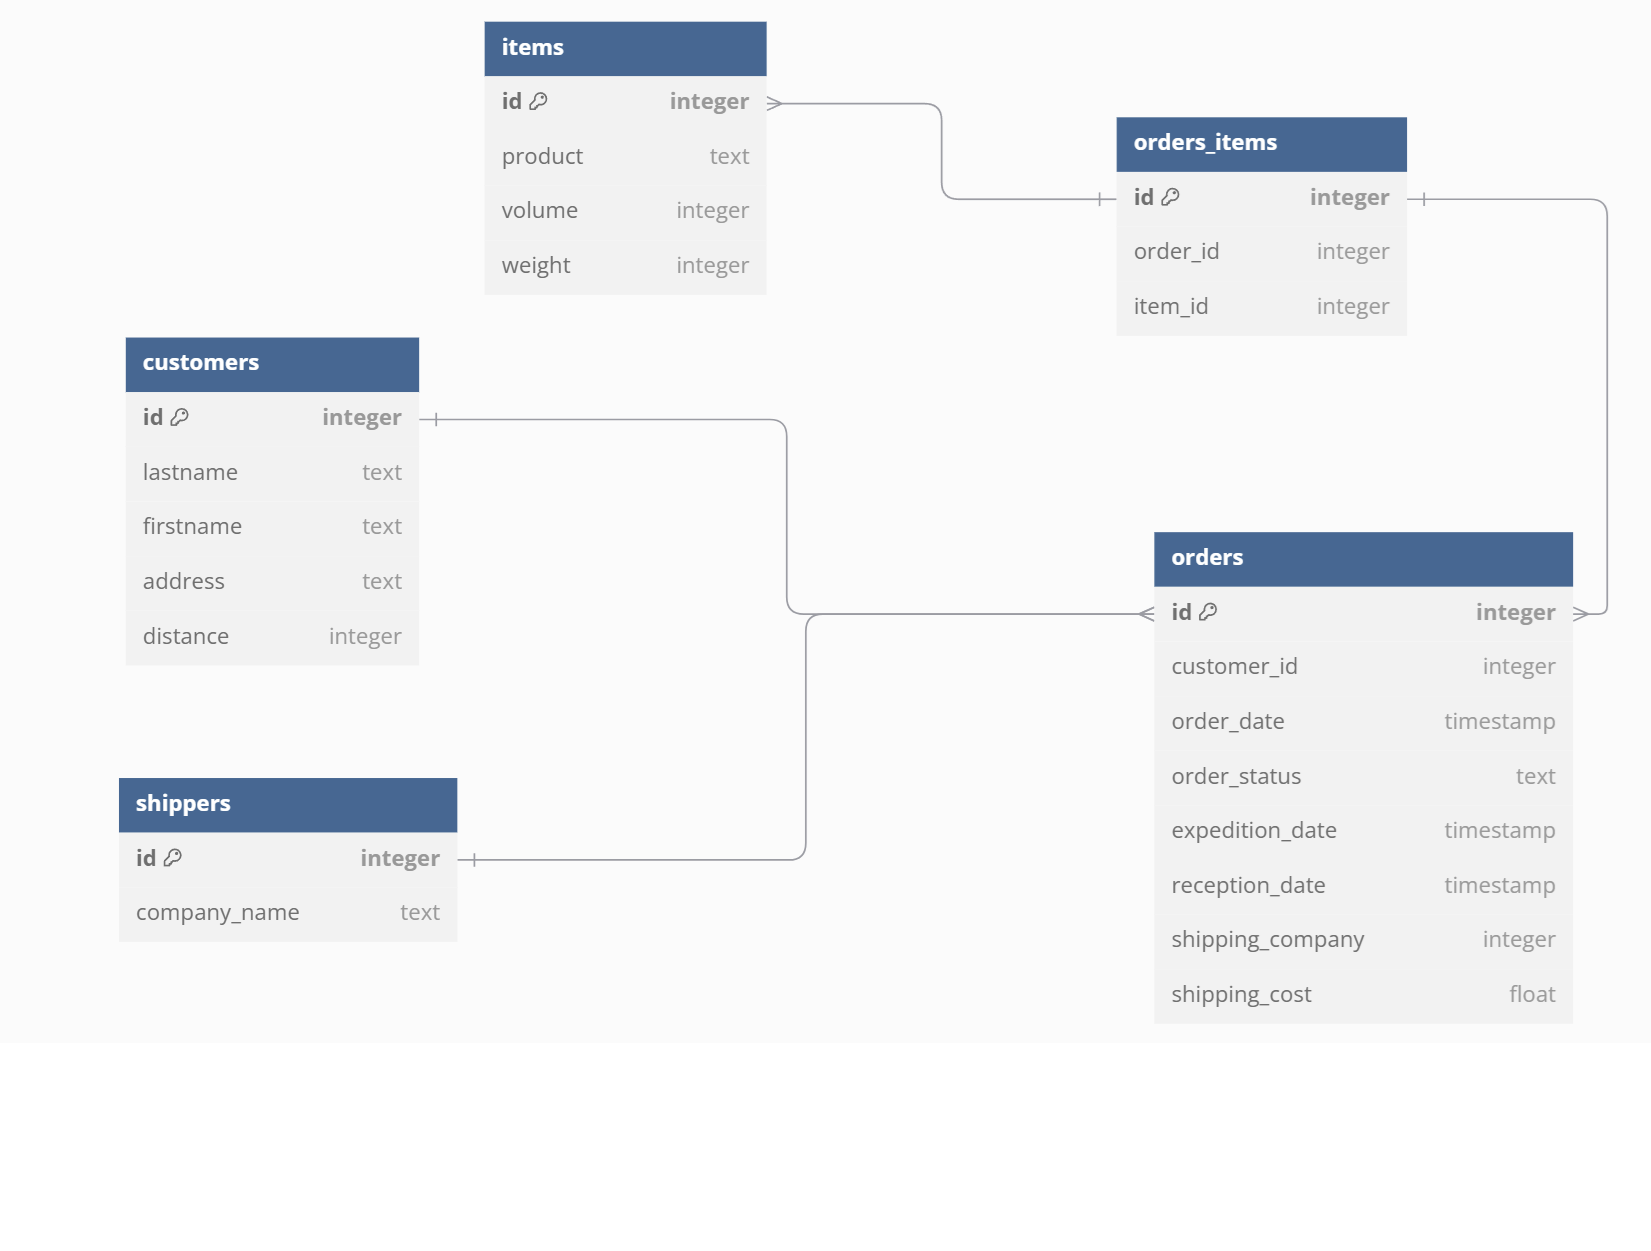 items
id integer
product text
volume integer
weight integer
orders_items
id integer
order_id integer
item_id integer
customers
id integer
lastname text
firstname text
address text
distance integer
orders
id integer
customer_id integer
order_date timestamp
order_status text
expedition_date timestamp
reception_date timestamp
shipping_company integer
shipping_cost float
shippers
id integer
company_name text